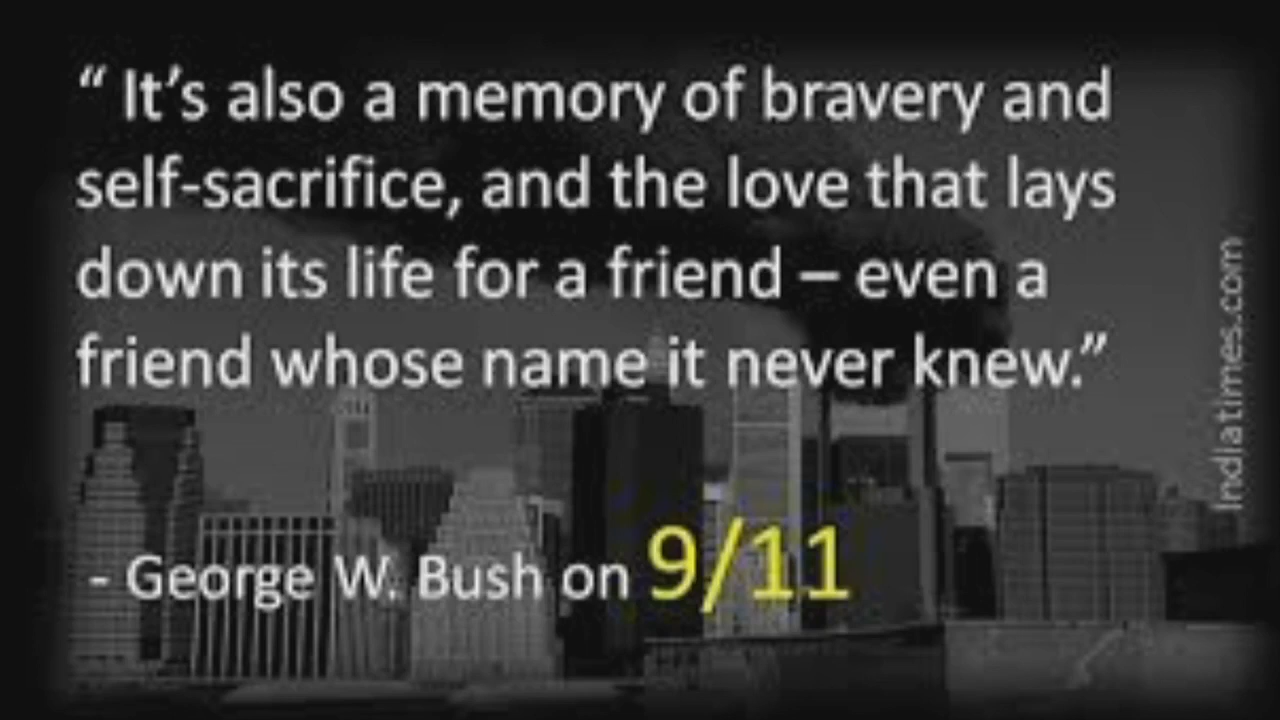 “ It’s also a memory of bravery and
self-sacrifice, and the love that lays
down its life for a friend – even a
friend whose name it never knew.”
- George W. Bush on 9/11
Indiatimes.com